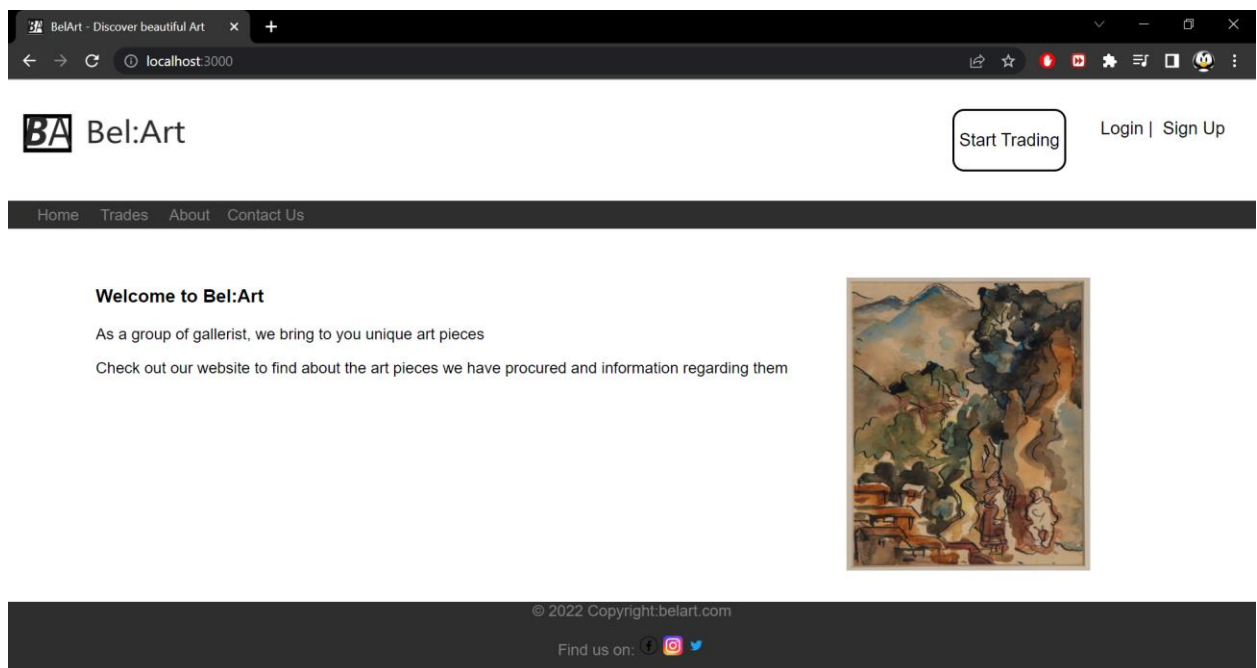 BelArt - Discover beautiful Art
localhost:3000
BA Bel:Art
Start Trading
Login | Sign Up
Home Trades About Contact Us
Welcome to Bel:Art
As a group of gallerist, we bring to you unique art pieces
Check out our website to find about the art pieces we have procured and information regarding them
© 2022 Copyright:belart.com
Find us on: